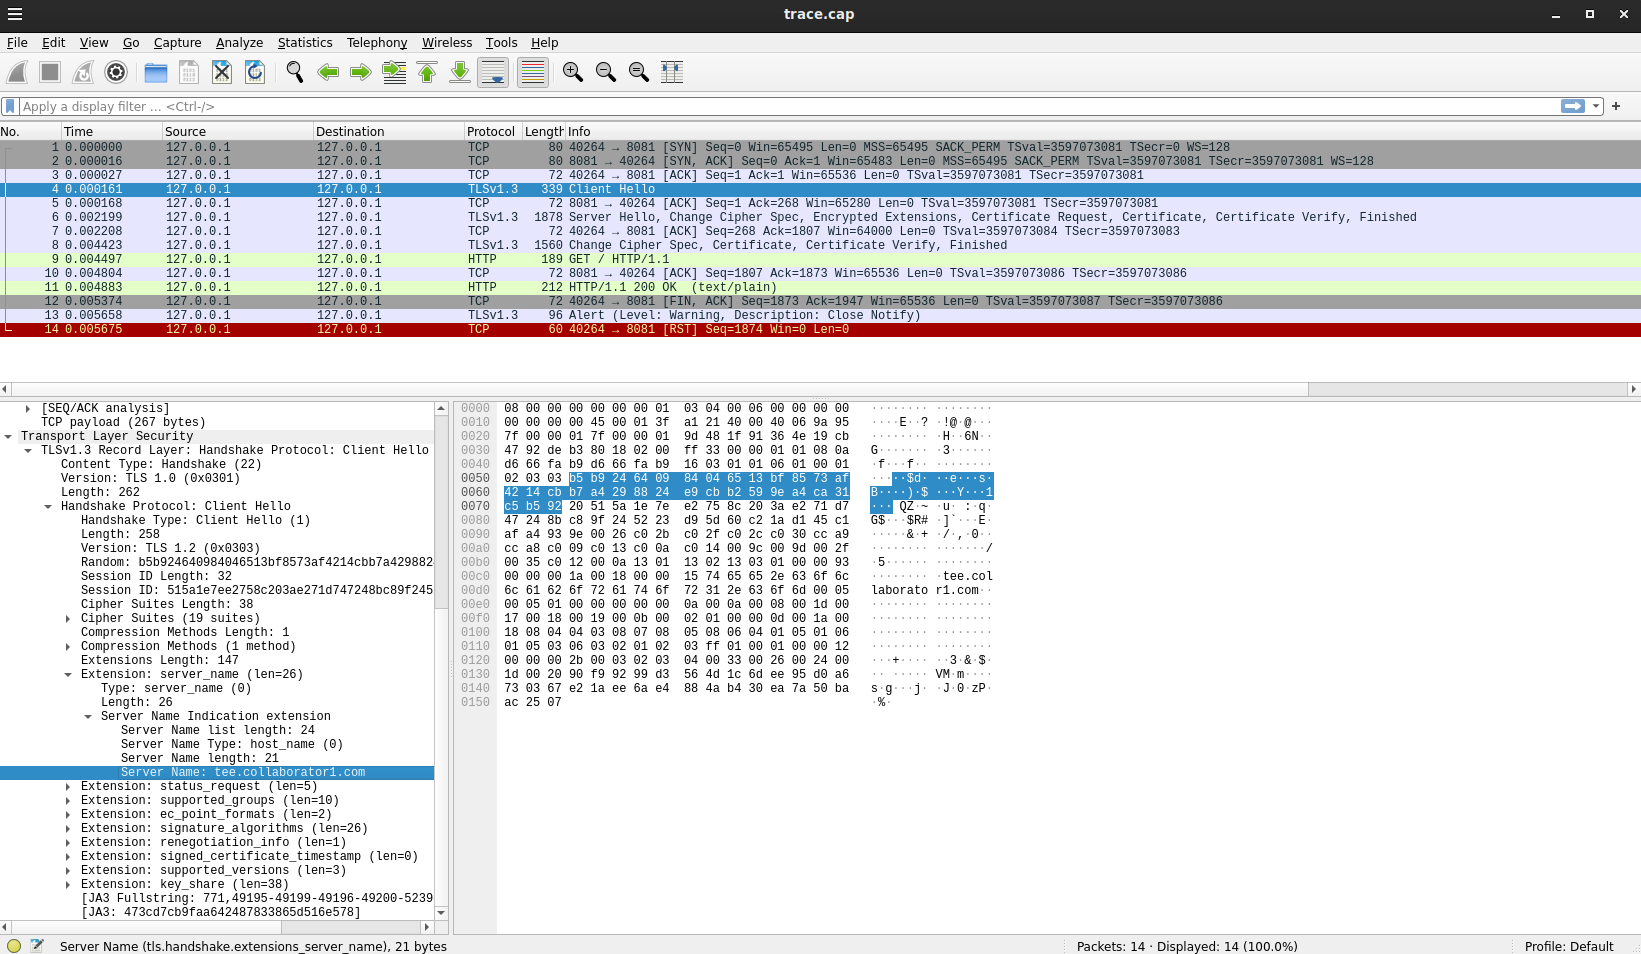 trace.cap
File Edit View Go Capture Analyze Statistics Telephony Wireless Tools Help
Apply a display filter … <Ctrl-/>
No. Time Source Destination Protocol Length Info
1 0.000000 127.0.0.1 127.0.0.1 TCP 80 40264 → 8081 [SYN] Seq=0 Win=65495 Len=0 MSS=65495 SACK_PERM TSval=3597073081 TSecr=0 WS=128
2 0.000016 127.0.0.1 127.0.0.1 TCP 80 8081 → 40264 [SYN, ACK] Seq=0 Ack=1 Win=65483 Len=0 MSS=65495 SACK_PERM TSval=3597073081 TSecr=3597073081 WS=128
3 0.000027 127.0.0.1 127.0.0.1 TCP 72 40264 → 8081 [ACK] Seq=1 Ack=1 Win=65536 Len=0 TSval=3597073081 TSecr=3597073081
4 0.000161 127.0.0.1 127.0.0.1 TLSv1.3 339 Client Hello
5 0.000168 127.0.0.1 127.0.0.1 TCP 72 8081 → 40264 [ACK] Seq=1 Ack=268 Win=65280 Len=0 TSval=3597073081 TSecr=3597073081
6 0.002199 127.0.0.1 127.0.0.1 TLSv1.3 1878 Server Hello, Change Cipher Spec, Encrypted Extensions, Certificate Request, Certificate, Certificate Verify, Finished
7 0.002208 127.0.0.1 127.0.0.1 TCP 72 40264 → 8081 [ACK] Seq=268 Ack=1807 Win=64000 Len=0 TSval=3597073084 TSecr=3597073083
8 0.004423 127.0.0.1 127.0.0.1 TLSv1.3 1560 Change Cipher Spec, Certificate, Certificate Verify, Finished
9 0.004497 127.0.0.1 127.0.0.1 HTTP 189 GET / HTTP/1.1
10 0.004804 127.0.0.1 127.0.0.1 TCP 72 8081 → 40264 [ACK] Seq=1807 Ack=1873 Win=65536 Len=0 TSval=3597073086 TSecr=3597073086
11 0.004883 127.0.0.1 127.0.0.1 HTTP 212 HTTP/1.1 200 OK  (text/plain)
12 0.005374 127.0.0.1 127.0.0.1 TCP 72 40264 → 8081 [FIN, ACK] Seq=1873 Ack=1947 Win=65536 Len=0 TSval=3597073087 TSecr=3597073086
13 0.005658 127.0.0.1 127.0.0.1 TLSv1.3 96 Alert (Level: Warning, Description: Close Notify)
14 0.005675 127.0.0.1 127.0.0.1 TCP 60 40264 → 8081 [RST] Seq=1874 Win=0 Len=0
[SEQ/ACK analysis]
TCP payload (267 bytes)
Transport Layer Security
TLSv1.3 Record Layer: Handshake Protocol: Client Hello
Content Type: Handshake (22)
Version: TLS 1.0 (0x0301)
Length: 262
Handshake Protocol: Client Hello
Handshake Type: Client Hello (1)
Length: 258
Version: TLS 1.2 (0x0303)
Random: b5b924640984046513bf8573af4214cbb7a429882
Session ID Length: 32
Session ID: 515a1e7ee2758c203ae271d747248bc89f245
Cipher Suites Length: 38
Cipher Suites (19 suites)
Compression Methods Length: 1
Compression Methods (1 method)
Extensions Length: 147
Extension: server_name (len=26)
Type: server_name (0)
Length: 26
Server Name Indication extension
Server Name list length: 24
Server Name Type: host_name (0)
Server Name length: 21
Server Name: tee.collaborator1.com
Extension: status_request (len=5)
Extension: supported_groups (len=10)
Extension: ec_point_formats (len=2)
Extension: signature_algorithms (len=26)
Extension: renegotiation_info (len=1)
Extension: signed_certificate_timestamp (len=0)
Extension: supported_versions (len=3)
Extension: key_share (len=38)
[JA3 Fullstring: 771,49195-49199-49196-49200-5239
[JA3: 473cd7cb9faa642487833865d516e578]
0000 08 00 00 00 00 00 00 01 03 04 00 06 00 00 00 00 ········ ········
0010 00 00 00 00 45 00 01 3f a1 21 40 00 40 06 9a 95 ····E··? ·!@·@···
0020 7f 00 00 01 7f 00 00 01 9d 48 1f 91 36 4e 19 cb ········ ·H··6N··
0030 47 92 de b3 80 18 02 00 ff 33 00 00 01 01 08 0a G······· ·3······
0040 d6 66 fa b9 d6 66 fa b9 16 03 01 01 06 01 00 01 ·f···f·· ········
0050 02 03 03 b5 b9 24 64 09 84 04 65 13 bf 85 73 af ·····$d· ··e···s·
0060 42 14 cb b7 a4 29 88 24 e9 cb b2 59 9e a4 ca 31 B····)·$ ···Y···1
0070 c5 b5 92 20 51 5a 1e 7e e2 75 8c 20 3a e2 71 d7 ··· QZ·~ ·u· :·q·
0080 47 24 8b c8 9f 24 52 23 d9 5d 60 c2 1a d1 45 c1 G$···$R# ·]`···E·
0090 af a4 93 9e 00 26 c0 2b c0 2f c0 2c c0 30 cc a9 ·····&·+ ·/·,·0··
00a0 cc a8 c0 09 c0 13 c0 0a c0 14 00 9c 00 9d 00 2f ········ ·······/
00b0 00 35 c0 12 00 0a 13 01 13 02 13 03 01 00 00 93 ·5······ ········
00c0 00 00 00 1a 00 18 00 00 15 74 65 65 2e 63 6f 6c ········ ·tee.col
00d0 6c 61 62 6f 72 61 74 6f 72 31 2e 63 6f 6d 00 05 laborato r1.com··
00e0 00 05 01 00 00 00 00 00 0a 00 0a 00 08 00 1d 00 ········ ········
00f0 17 00 18 00 19 00 0b 00 02 01 00 00 0d 00 1a 00 ········ ········
0100 18 08 04 04 03 08 07 08 05 08 06 04 01 05 01 06 ········ ········
0110 01 05 03 06 03 02 01 02 03 ff 01 00 01 00 00 12 ········ ········
0120 00 00 00 2b 00 03 02 03 04 00 33 00 26 00 24 00 ···+···· ··3·&·$·
0130 1d 00 20 90 f9 92 99 d3 56 4d 1c 6d ee 95 d0 a6 ·· ····· VM·m····
0140 73 03 67 e2 1a ee 6a e4 88 4a b4 30 ea 7a 50 ba s·g···j· ·J·0·zP·
0150 ac 25 07 ·%·
Server Name (tls.handshake.extensions_server_name), 21 bytes
Packets: 14 · Displayed: 14 (100.0%)
Profile: Default